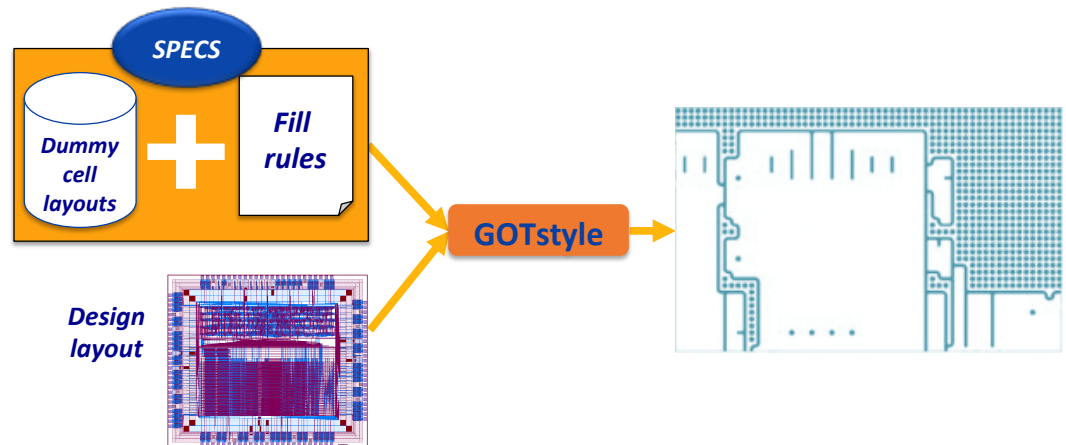 SPECS
Dummy
cell
layouts
Fill
rules
GOTstyle
Design
layout